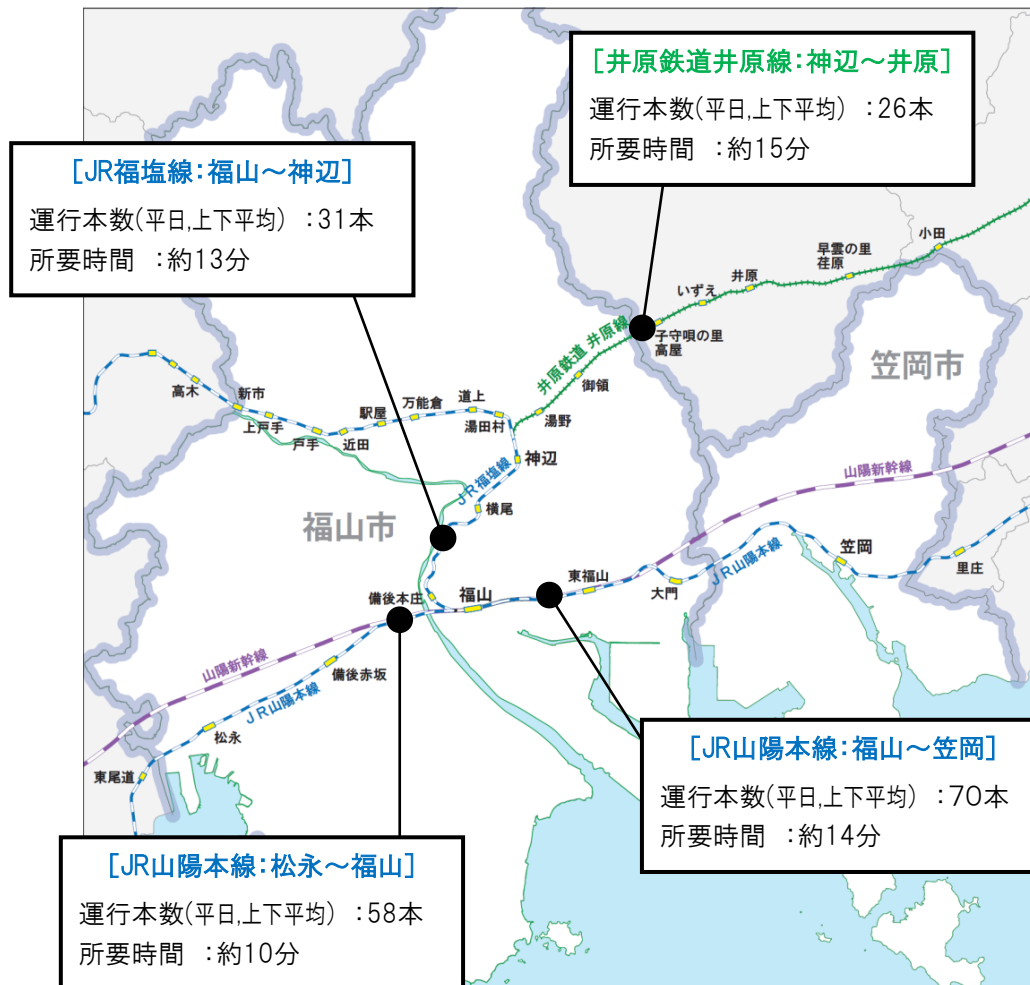 [井原鉄道井原線：神辺～井原]
運行本数(平日,上下平均) ：26本
所要時間 ：約15分
[JR福塩線：福山～神辺]
運行本数(平日,上下平均) ：31本
所要時間 ：約13分
小田
早雲の里
荏原
井原
いずえ
子守唄の里
高屋
井原鉄道 井原線
御領
湯野
笠岡市
高木
新市
上戸手
戸手
近田
駅家
万能倉
道上
湯田村
神辺
JR福塩線
横尾
福山市
山陽新幹線
笠岡
里庄
JR山陽本線
大門
東福山
福山
備後本庄
備後赤坂
山陽新幹線
JR山陽本線
松永
東尾道
[JR山陽本線：福山～笠岡]
運行本数(平日,上下平均) ：70本
所要時間 ：約14分
[JR山陽本線：松永～福山]
運行本数(平日,上下平均) ：58本
所要時間 ：約10分